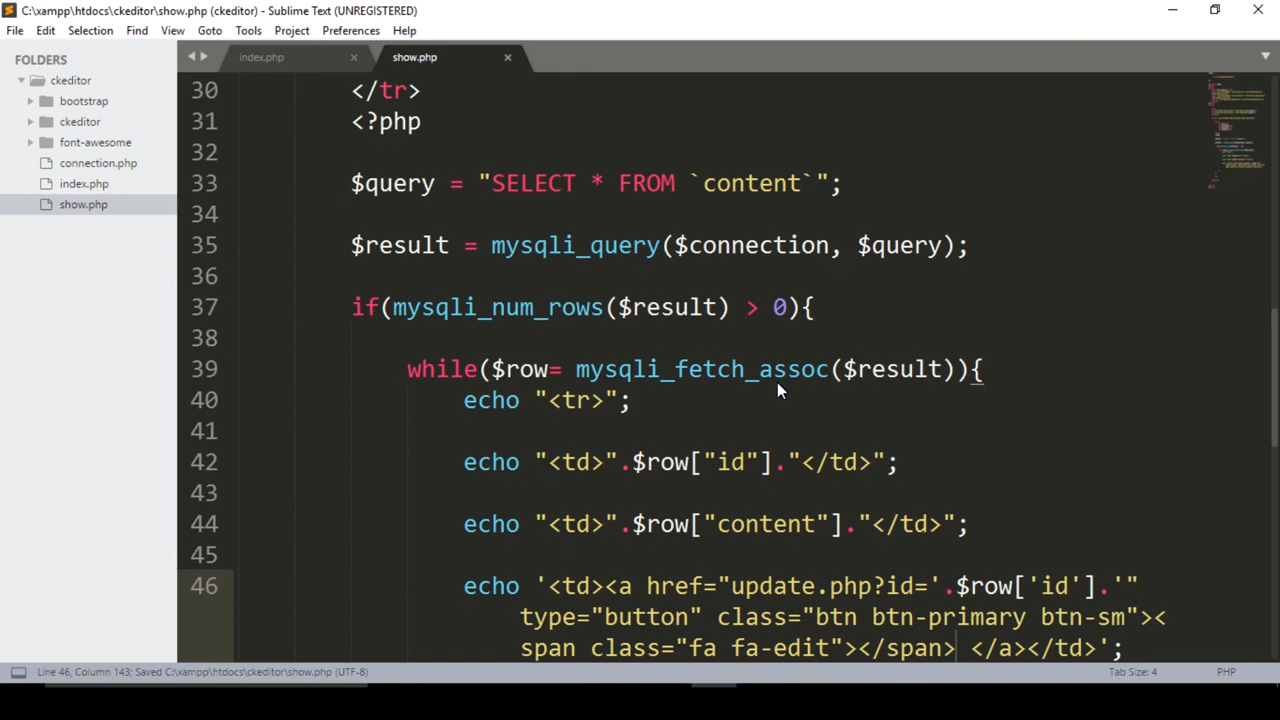 C:\xampp\htdocs\ckeditor\show.php (ckeditor) - Sublime Text (UNREGISTERED)
File Edit Selection Find View Goto Tools Project Preferences Help
FOLDERS
ckeditor
bootstrap
ckeditor
font-awesome
connection.php
index.php
show.php
index.php show.php
30 </tr>
31 <?php
32
33 $query = "SELECT * FROM `content`";
34
35 $result = mysqli_query($connection, $query);
36
37 if(mysqli_num_rows($result) > 0){
38
39 while($row= mysqli_fetch_assoc($result)){
40 echo "<tr>";
41
42 echo "<td>".$row["id"]."</td>";
43
44 echo "<td>".$row["content"]."</td>";
45
46 echo '<td><a href="update.php?id='.$row['id'].'"
type="button" class="btn btn-primary btn-sm"><
span class="fa fa-edit"></span> </a></td>';
Line 46, Column 143; Saved C:\xampp\htdocs\ckeditor\show.php (UTF-8) Tab Size: 4 PHP